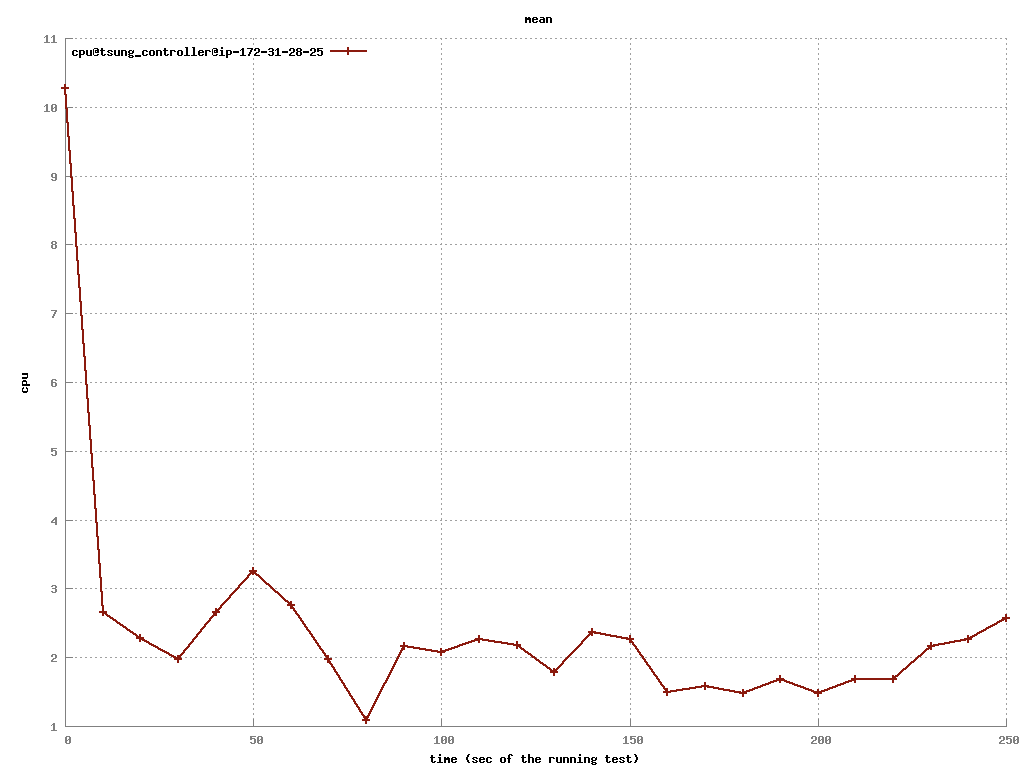 mean
11
cpu@tsung_controller@ip-172-31-28-25
10
9
8
7
6
cpu
5
4
3
2
1
0 50 100 150 200 250
time (sec of the running test)